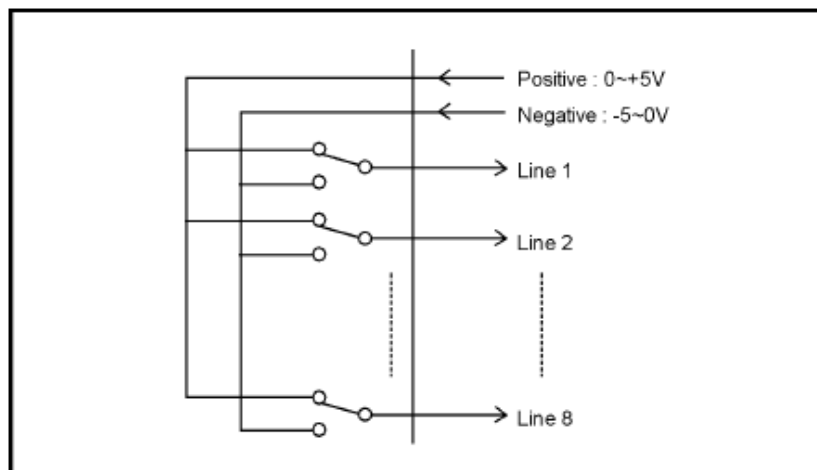 Positive : 0~+5V
Negative : -5~0V
Line 1
Line 2
Line 8